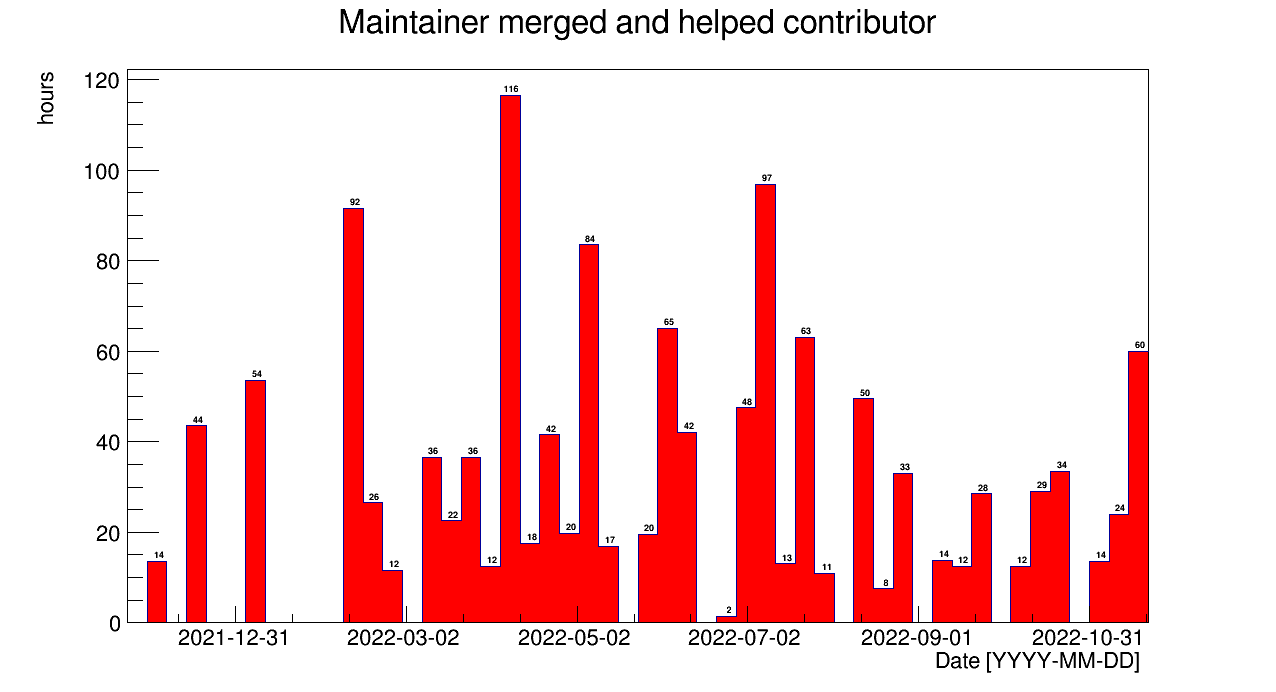 Maintainer merged and helped contributor
hours
120
100
80
60
40
20
0
14 44 54 92 26 12 36 22 36 12 116 18 42 20 84 17 20 65 42 2 48 97 13 63 11 50 8 33 14 12 28 12 29 34 14 24 60
2021-12-31 2022-03-02 2022-05-02 2022-07-02 2022-09-01 2022-10-31
Date [YYYY-MM-DD]